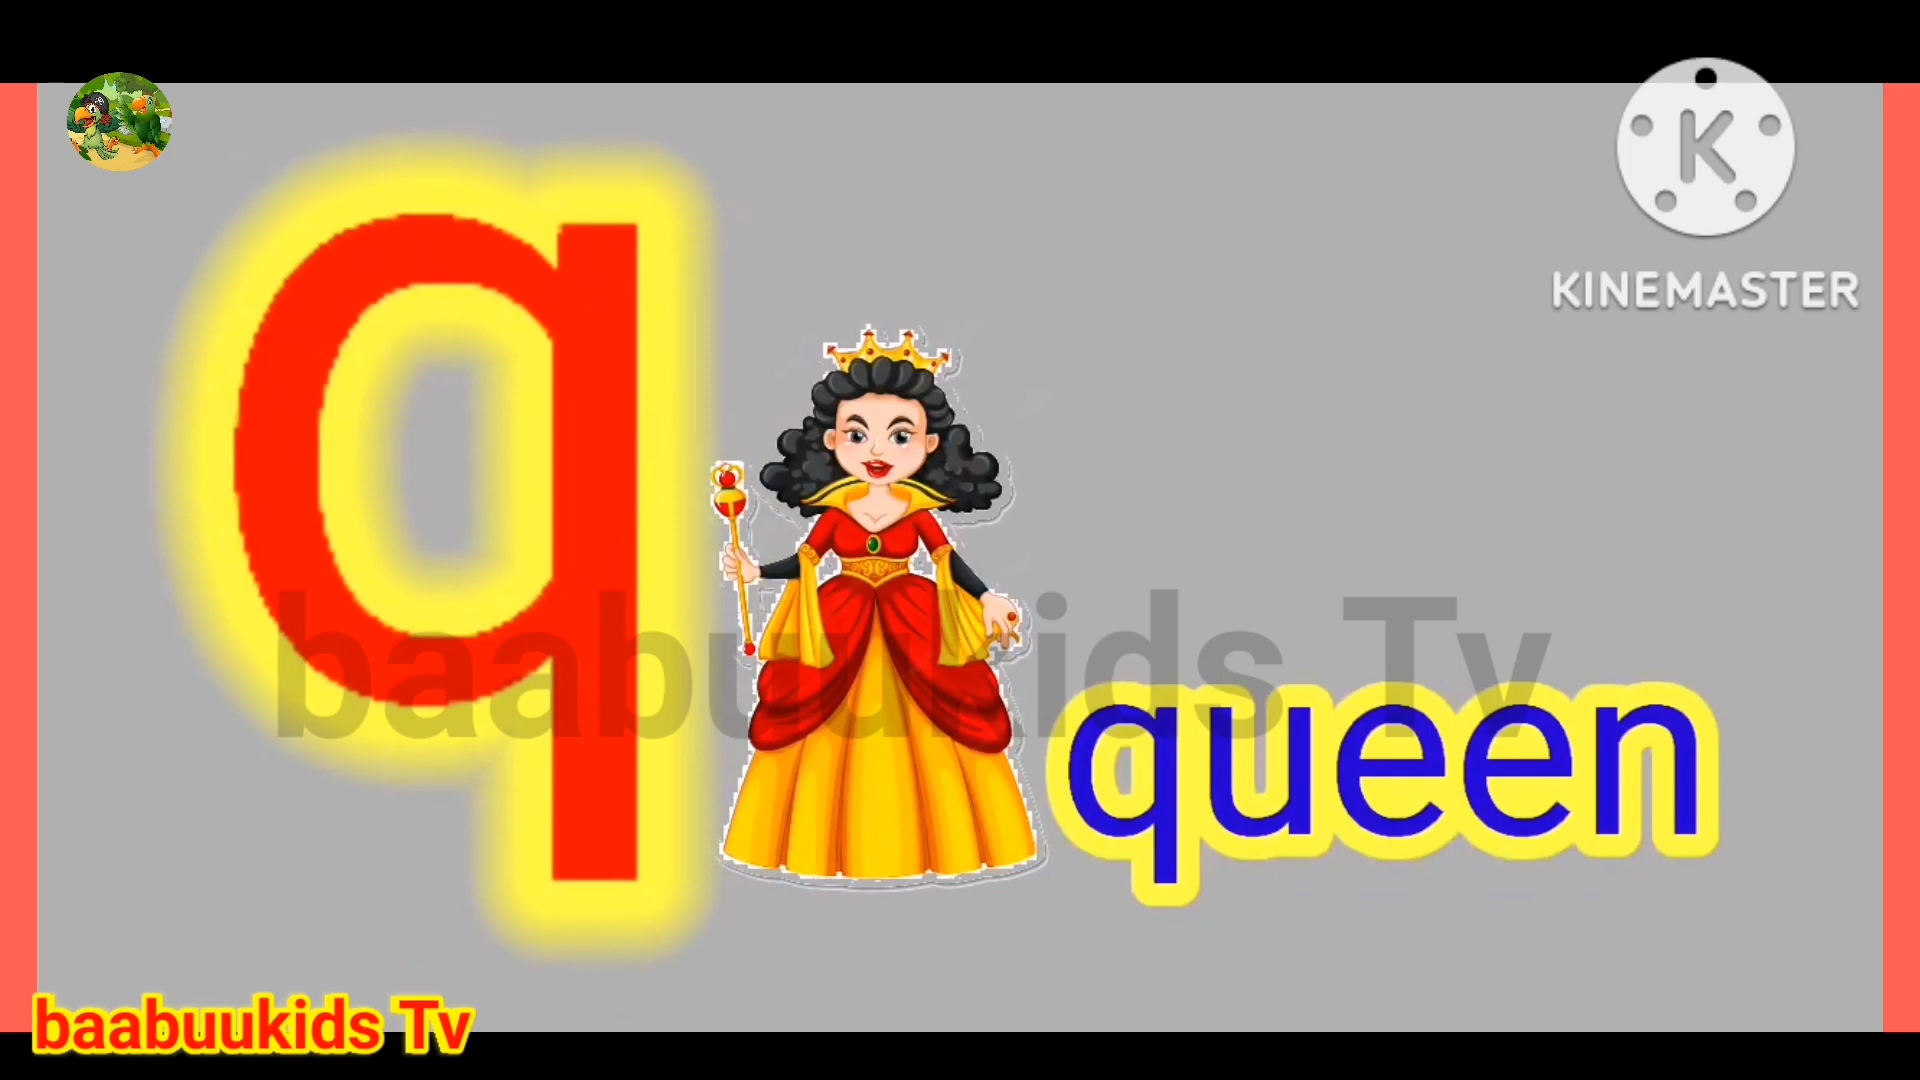 K
KINEMASTER
q
baabuukids Tv
queen
baabuukids Tv